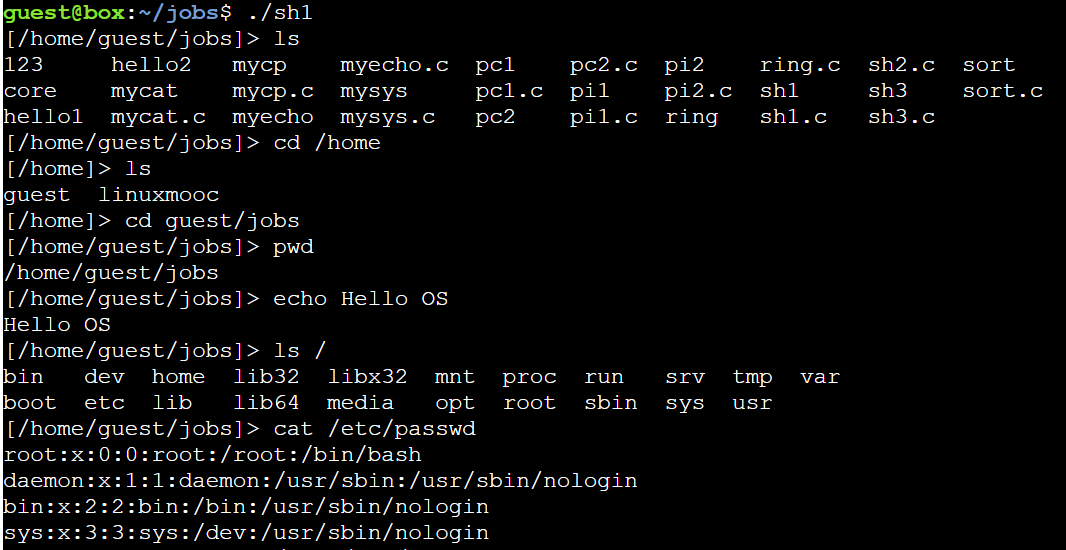 guest@box:~/jobs$ ./sh1
[/home/guest/jobs]> ls
123     hello2  mycp    myecho.c  pc1    pc2.c  pi2    ring.c  sh2.c  sort
core    mycat   mycp.c  mysys     pc1.c  pi1    pi2.c  sh1     sh3    sort.c
hello1  mycat.c  myecho  mysys.c   pc2    pi1.c  ring   sh1.c   sh3.c
[/home/guest/jobs]> cd /home
[/home]> ls
guest  linuxmooc
[/home]> cd guest/jobs
[/home/guest/jobs]> pwd
/home/guest/jobs
[/home/guest/jobs]> echo Hello OS
Hello OS
[/home/guest/jobs]> ls /
bin   dev  home  lib32  libx32  mnt  proc  run   srv  tmp  var
boot  etc  lib   lib64  media   opt  root  sbin  sys  usr
[/home/guest/jobs]> cat /etc/passwd
root:x:0:0:root:/root:/bin/bash
daemon:x:1:1:daemon:/usr/sbin:/usr/sbin/nologin
bin:x:2:2:bin:/bin:/usr/sbin/nologin
sys:x:3:3:sys:/dev:/usr/sbin/nologin